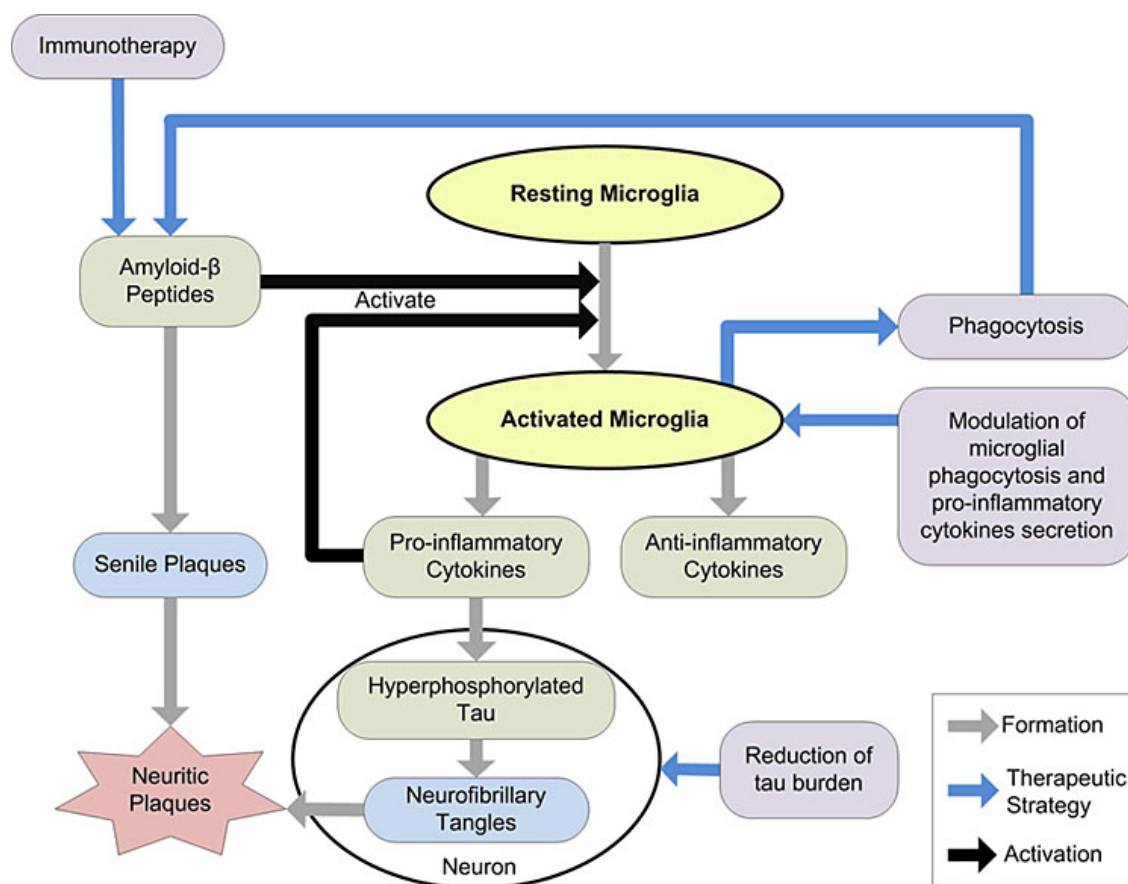 Immunotherapy
Resting Microglia
Amyloid-β
Peptides
Activate
Phagocytosis
Activated Microglia
Modulation of
microglial
phagocytosis and
pro-inflammatory
cytokines secretion
Senile Plaques
Pro-inflammatory
Cytokines
Anti-inflammatory
Cytokines
Hyperphosphorylated
Tau
Neuritic
Plaques
Neurofibrillary
Tangles
Neuron
Reduction of
tau burden
Formation
Therapeutic
Strategy
Activation